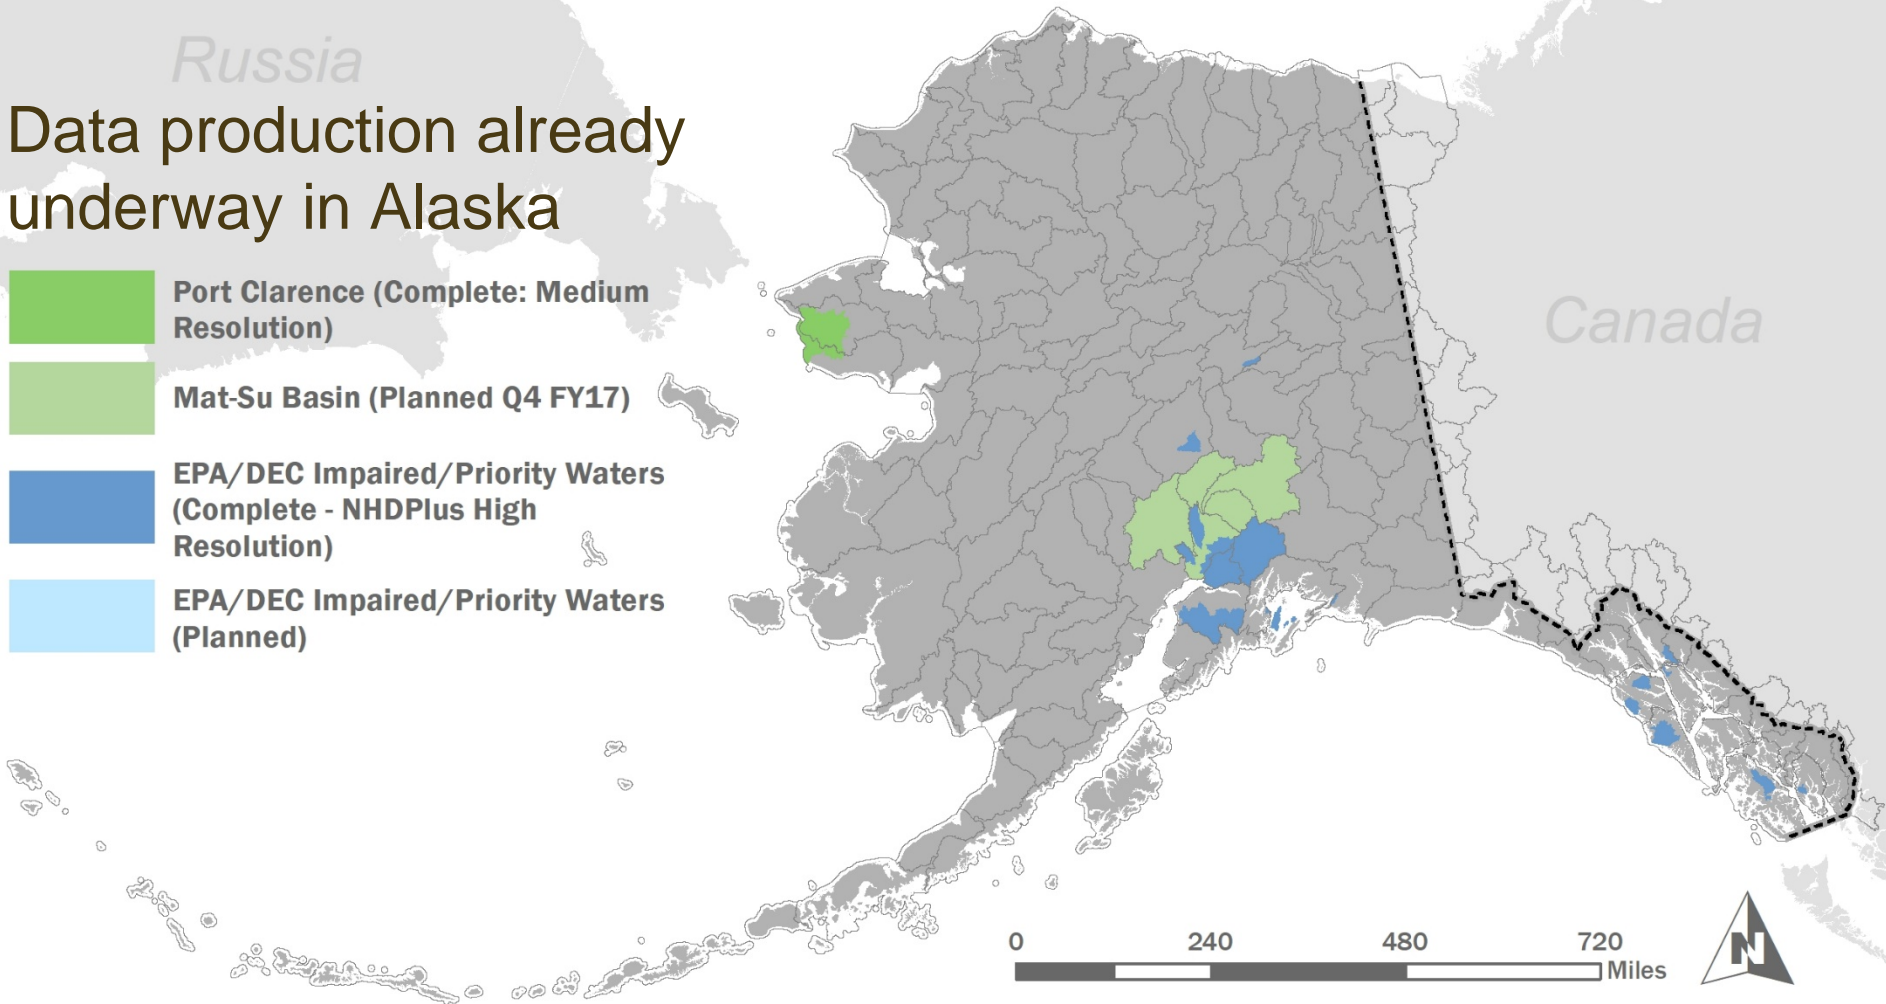 Russia
Data production already
underway in Alaska
Port Clarence (Complete: Medium
Resolution)
Mat-Su Basin (Planned Q4 FY17)
EPA/DEC Impaired/Priority Waters
(Complete - NHDPlus High
Resolution)
EPA/DEC Impaired/Priority Waters
(Planned)
Canada
0 240 480 720
Miles
N